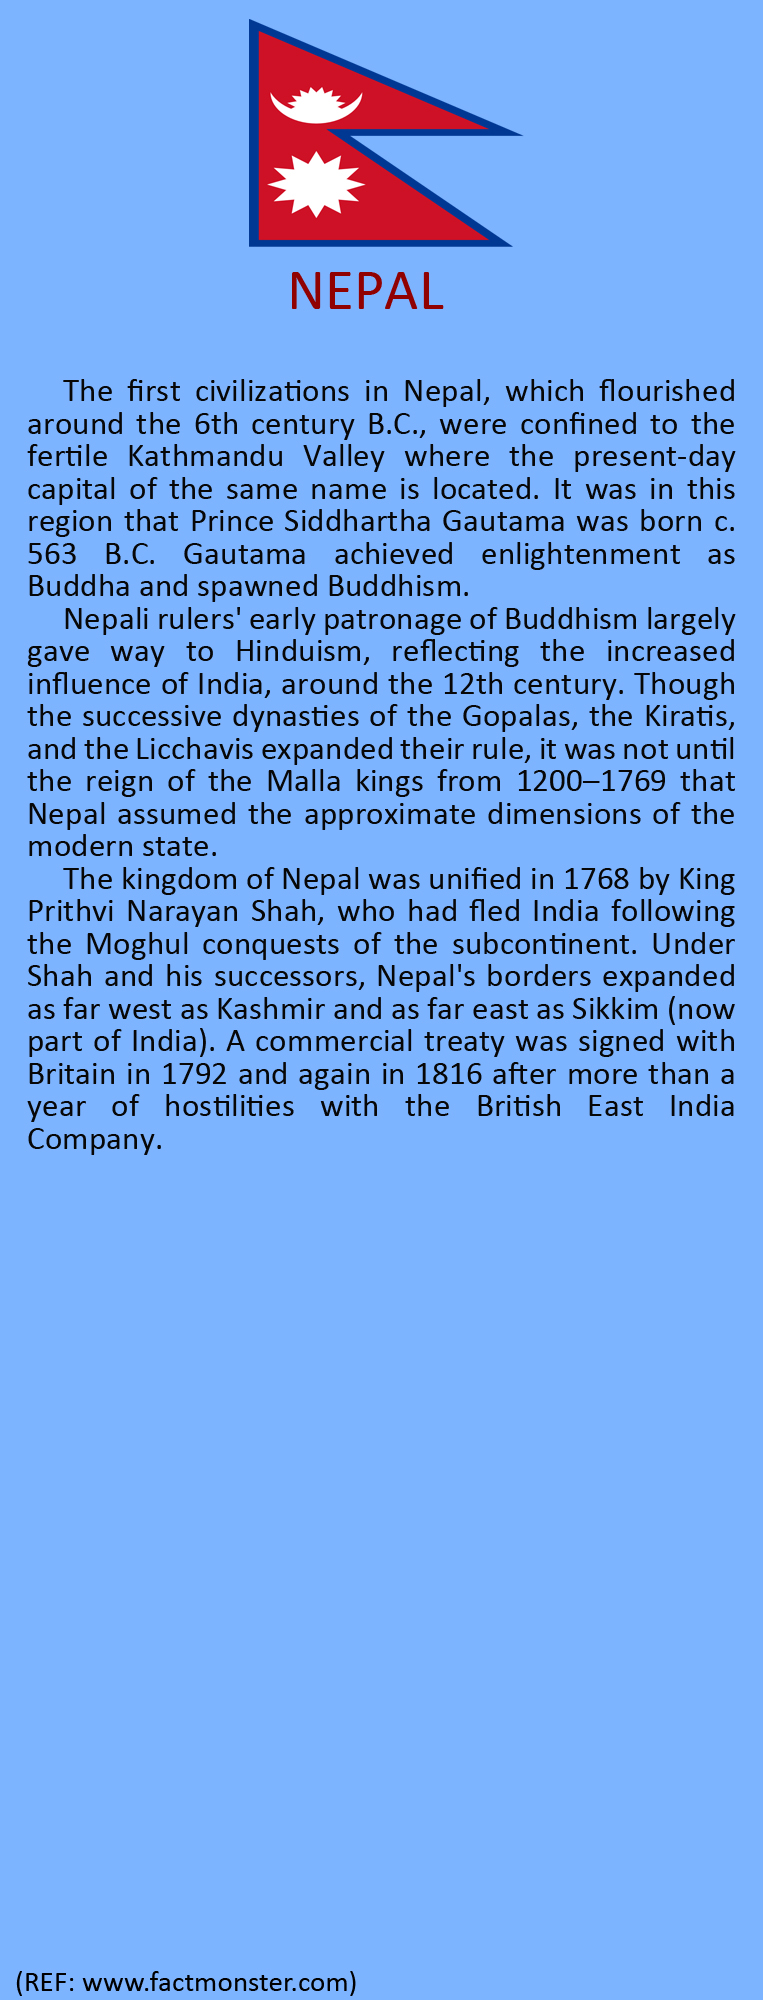 NEPAL
The first civilizations in Nepal, which flourished
around the 6th century B.C., were confined to the
fertile Kathmandu Valley where the present-day
capital of the same name is located. It was in this
region that Prince Siddhartha Gautama was born c.
563 B.C. Gautama achieved enlightenment as
Buddha and spawned Buddhism.
Nepali rulers' early patronage of Buddhism largely
gave way to Hinduism, reflecting the increased
influence of India, around the 12th century. Though
the successive dynasties of the Gopalas, the Kiratis,
and the Licchavis expanded their rule, it was not until
the reign of the Malla kings from 1200–1769 that
Nepal assumed the approximate dimensions of the
modern state.
The kingdom of Nepal was unified in 1768 by King
Prithvi Narayan Shah, who had fled India following
the Moghul conquests of the subcontinent. Under
Shah and his successors, Nepal's borders expanded
as far west as Kashmir and as far east as Sikkim (now
part of India). A commercial treaty was signed with
Britain in 1792 and again in 1816 after more than a
year of hostilities with the British East India
Company.
(REF: www.factmonster.com)